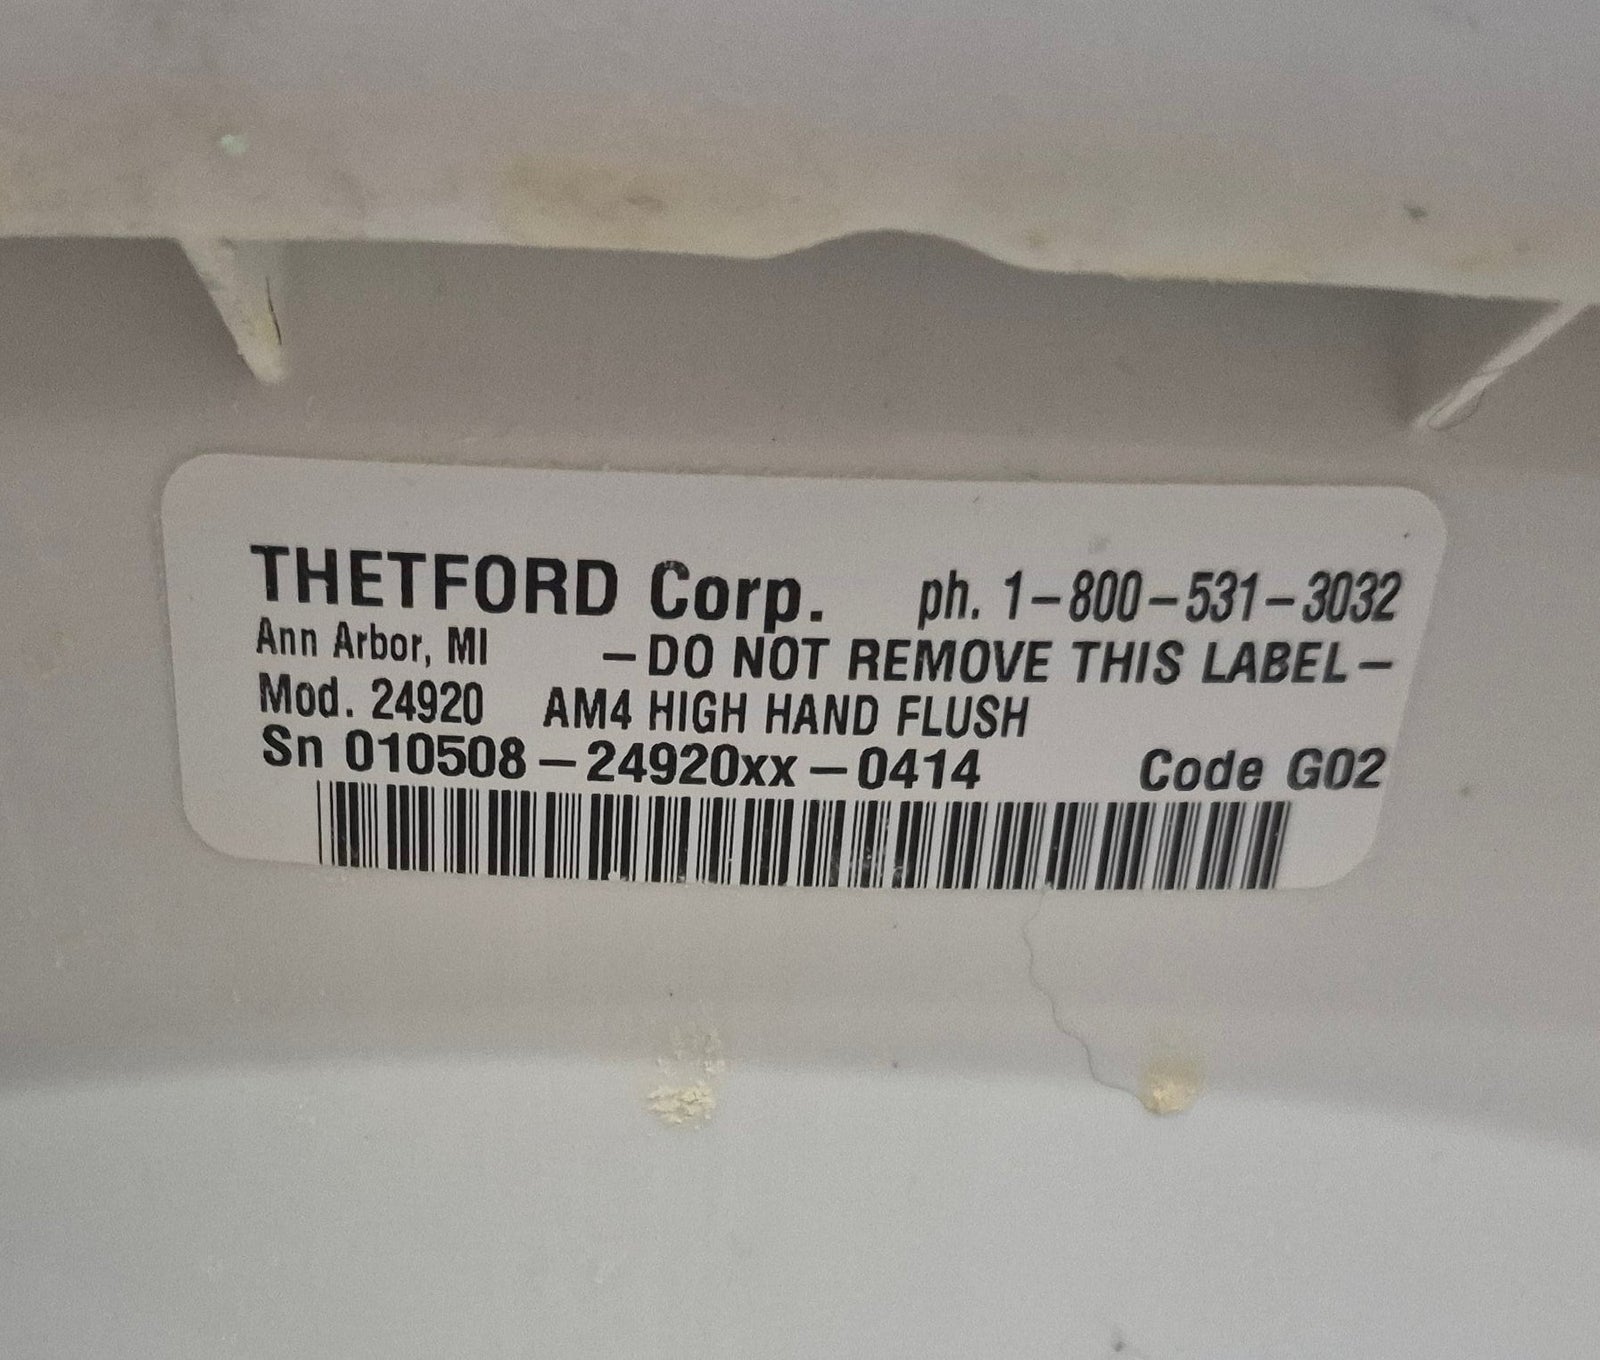 THETFORD Corp. ph. 1-800-531-3032
Ann Arbor, MI -DO NOT REMOVE THIS LABEL-
Mod. 24920 AM4 HIGH HAND FLUSH
Sn 010508-24920xx-0414 Code G02